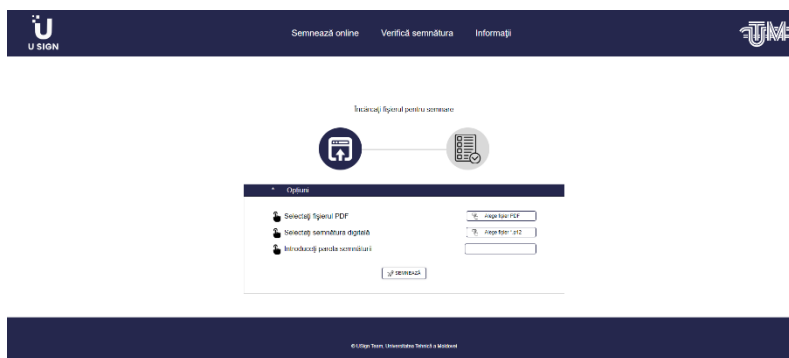 U SIGN
Semnează online Verifică semnătura Informații
UTM
Încărcați fișierul pentru semnare
* Opțiuni
Selectați fișierul PDF
Alege fișier PDF
Selectați semnătura digitală
Alege fișier *.p12
Introduceți parola semnăturii
SEMNEAZĂ
© USign Team, Universitatea Tehnică a Moldovei